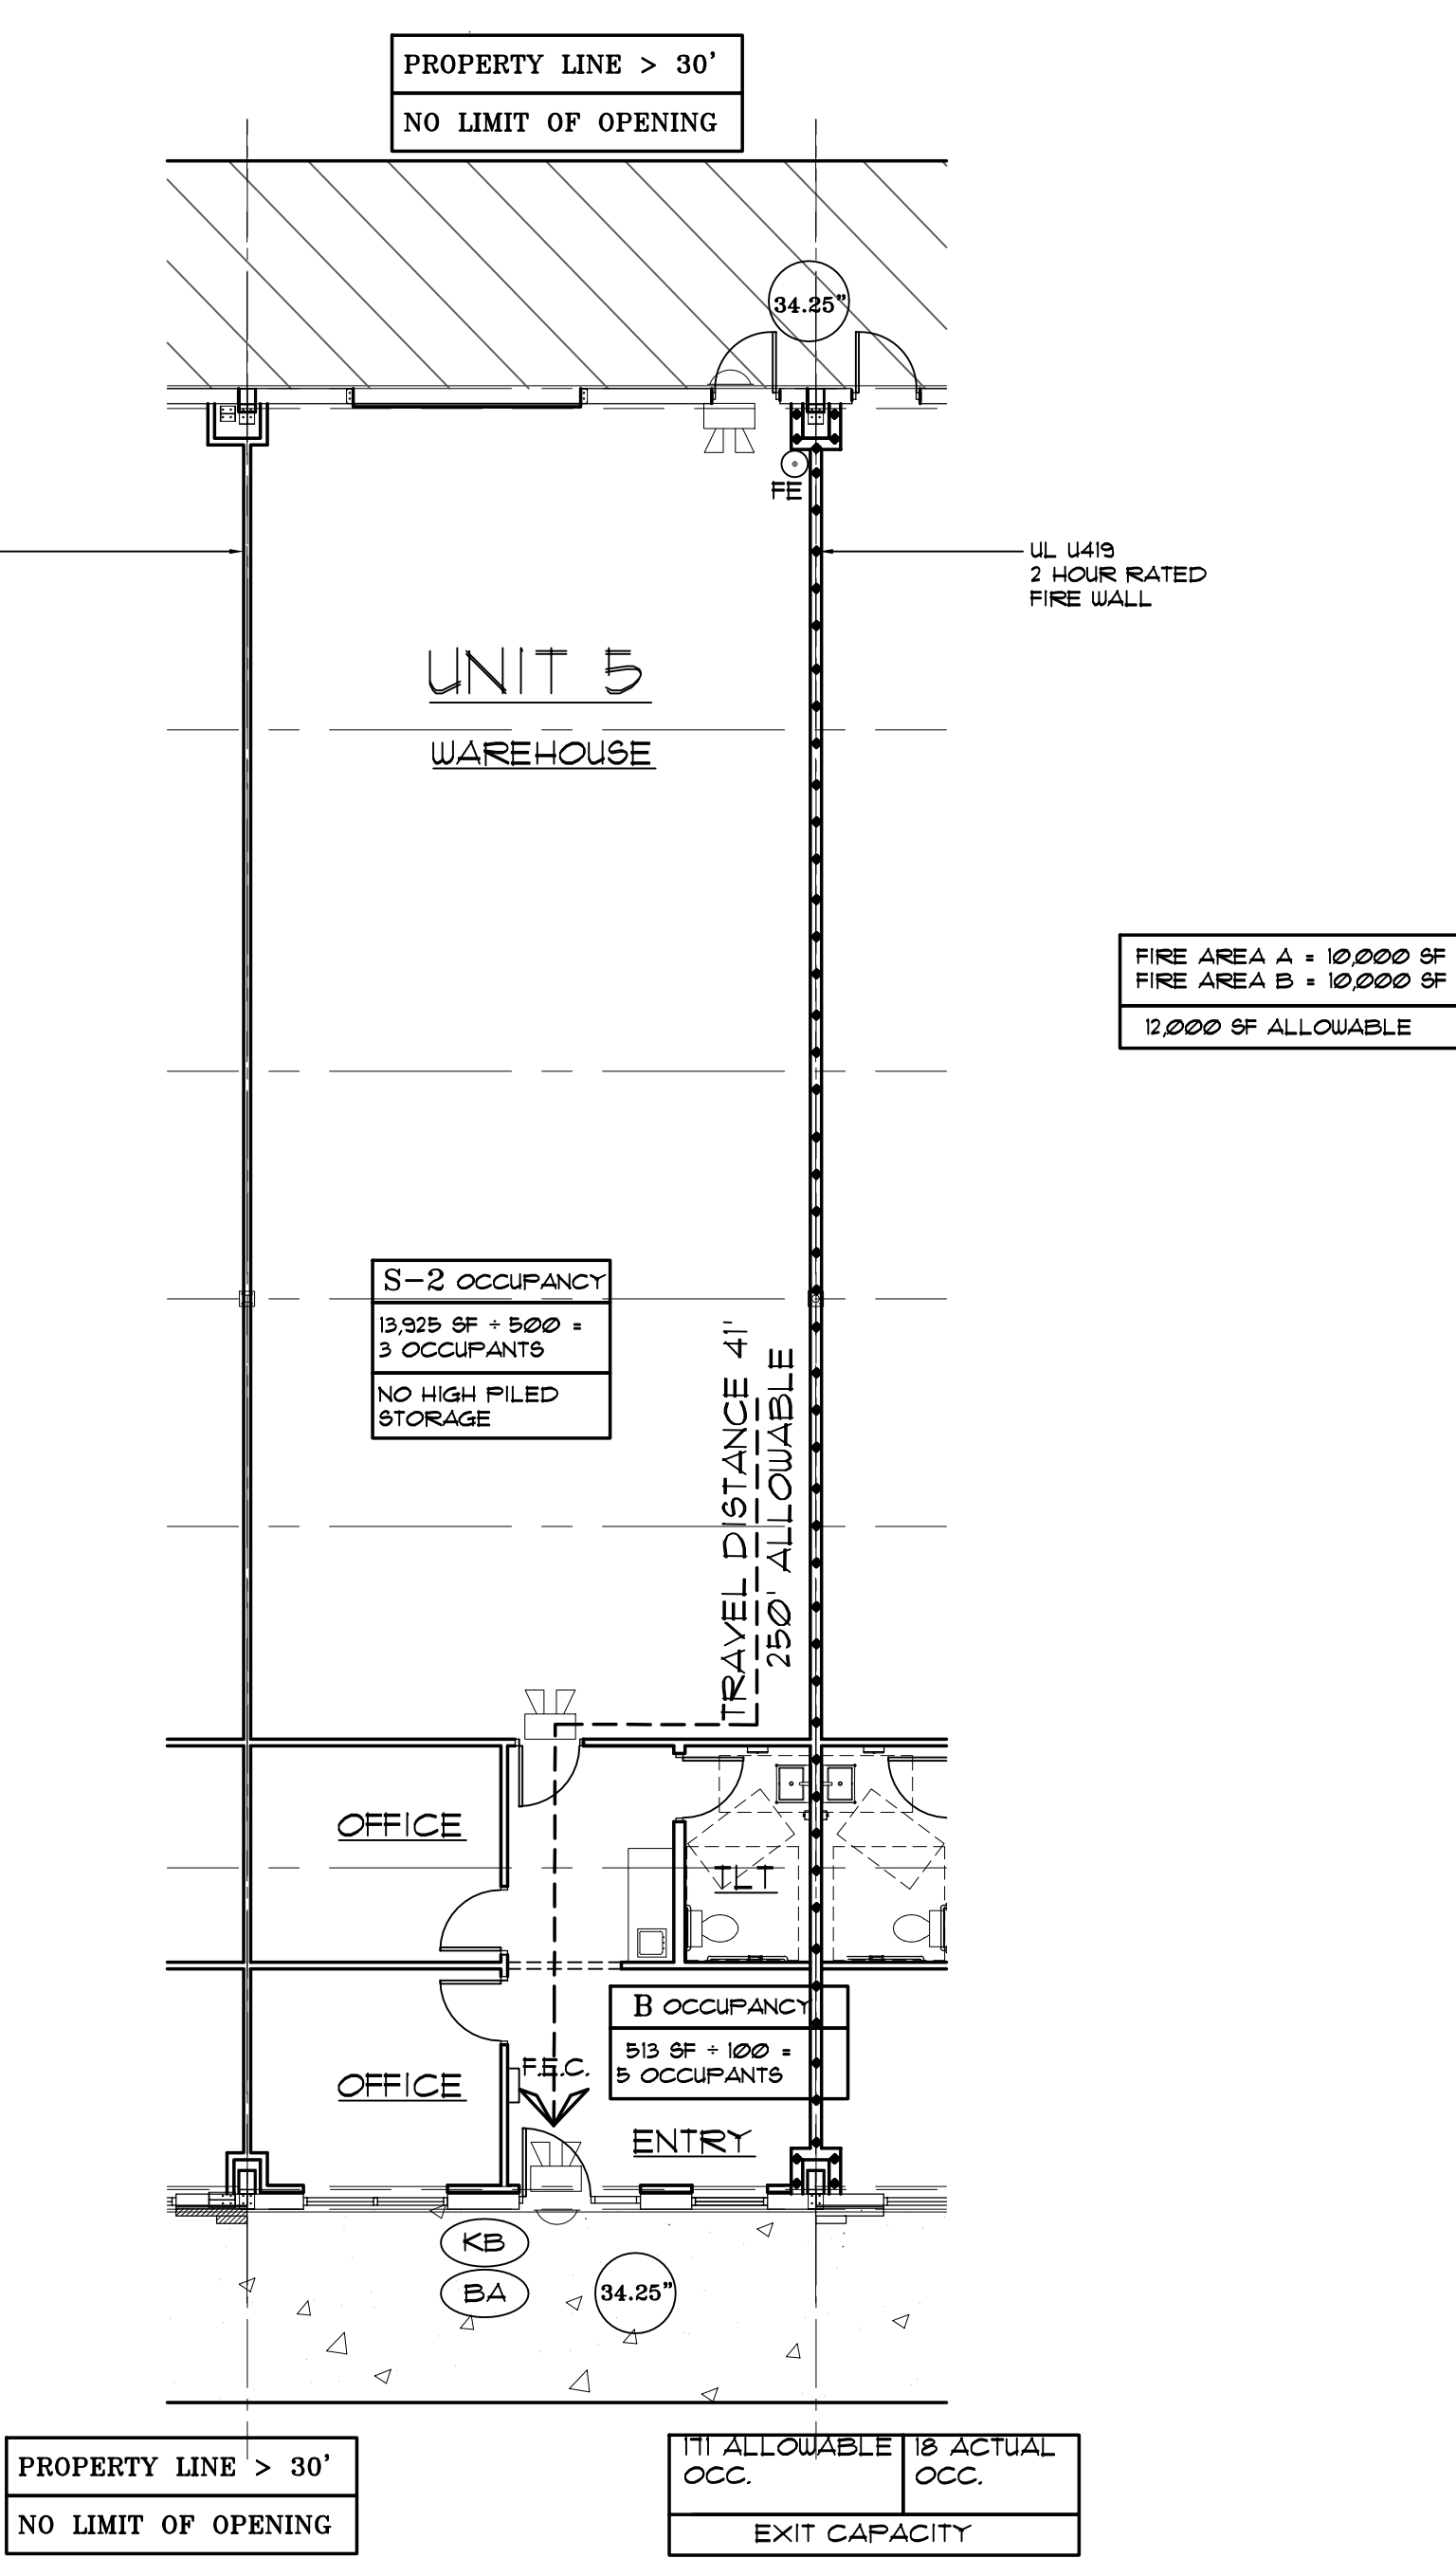 PROPERTY LINE > 30'
NO LIMIT OF OPENING
34.25"
FE
UL U419
2 HOUR RATED
FIRE WALL
UNIT 5
WAREHOUSE
FIRE AREA A = 10,000 SF
FIRE AREA B = 10,000 SF
12,000 SF ALLOWABLE
S-2 OCCUPANCY
13,925 SF ÷ 500 =
3 OCCUPANTS
NO HIGH PILED
STORAGE
TRAVEL DISTANCE 41'
250' ALLOWABLE
OFFICE
TLT
B OCCUPANCY
513 SF ÷ 100 =
5 OCCUPANTS
F.E.C.
OFFICE
ENTRY
KB
BA
34.25"
PROPERTY LINE > 30'
NO LIMIT OF OPENING
171 ALLOWABLE
OCC.
18 ACTUAL
OCC.
EXIT CAPACITY